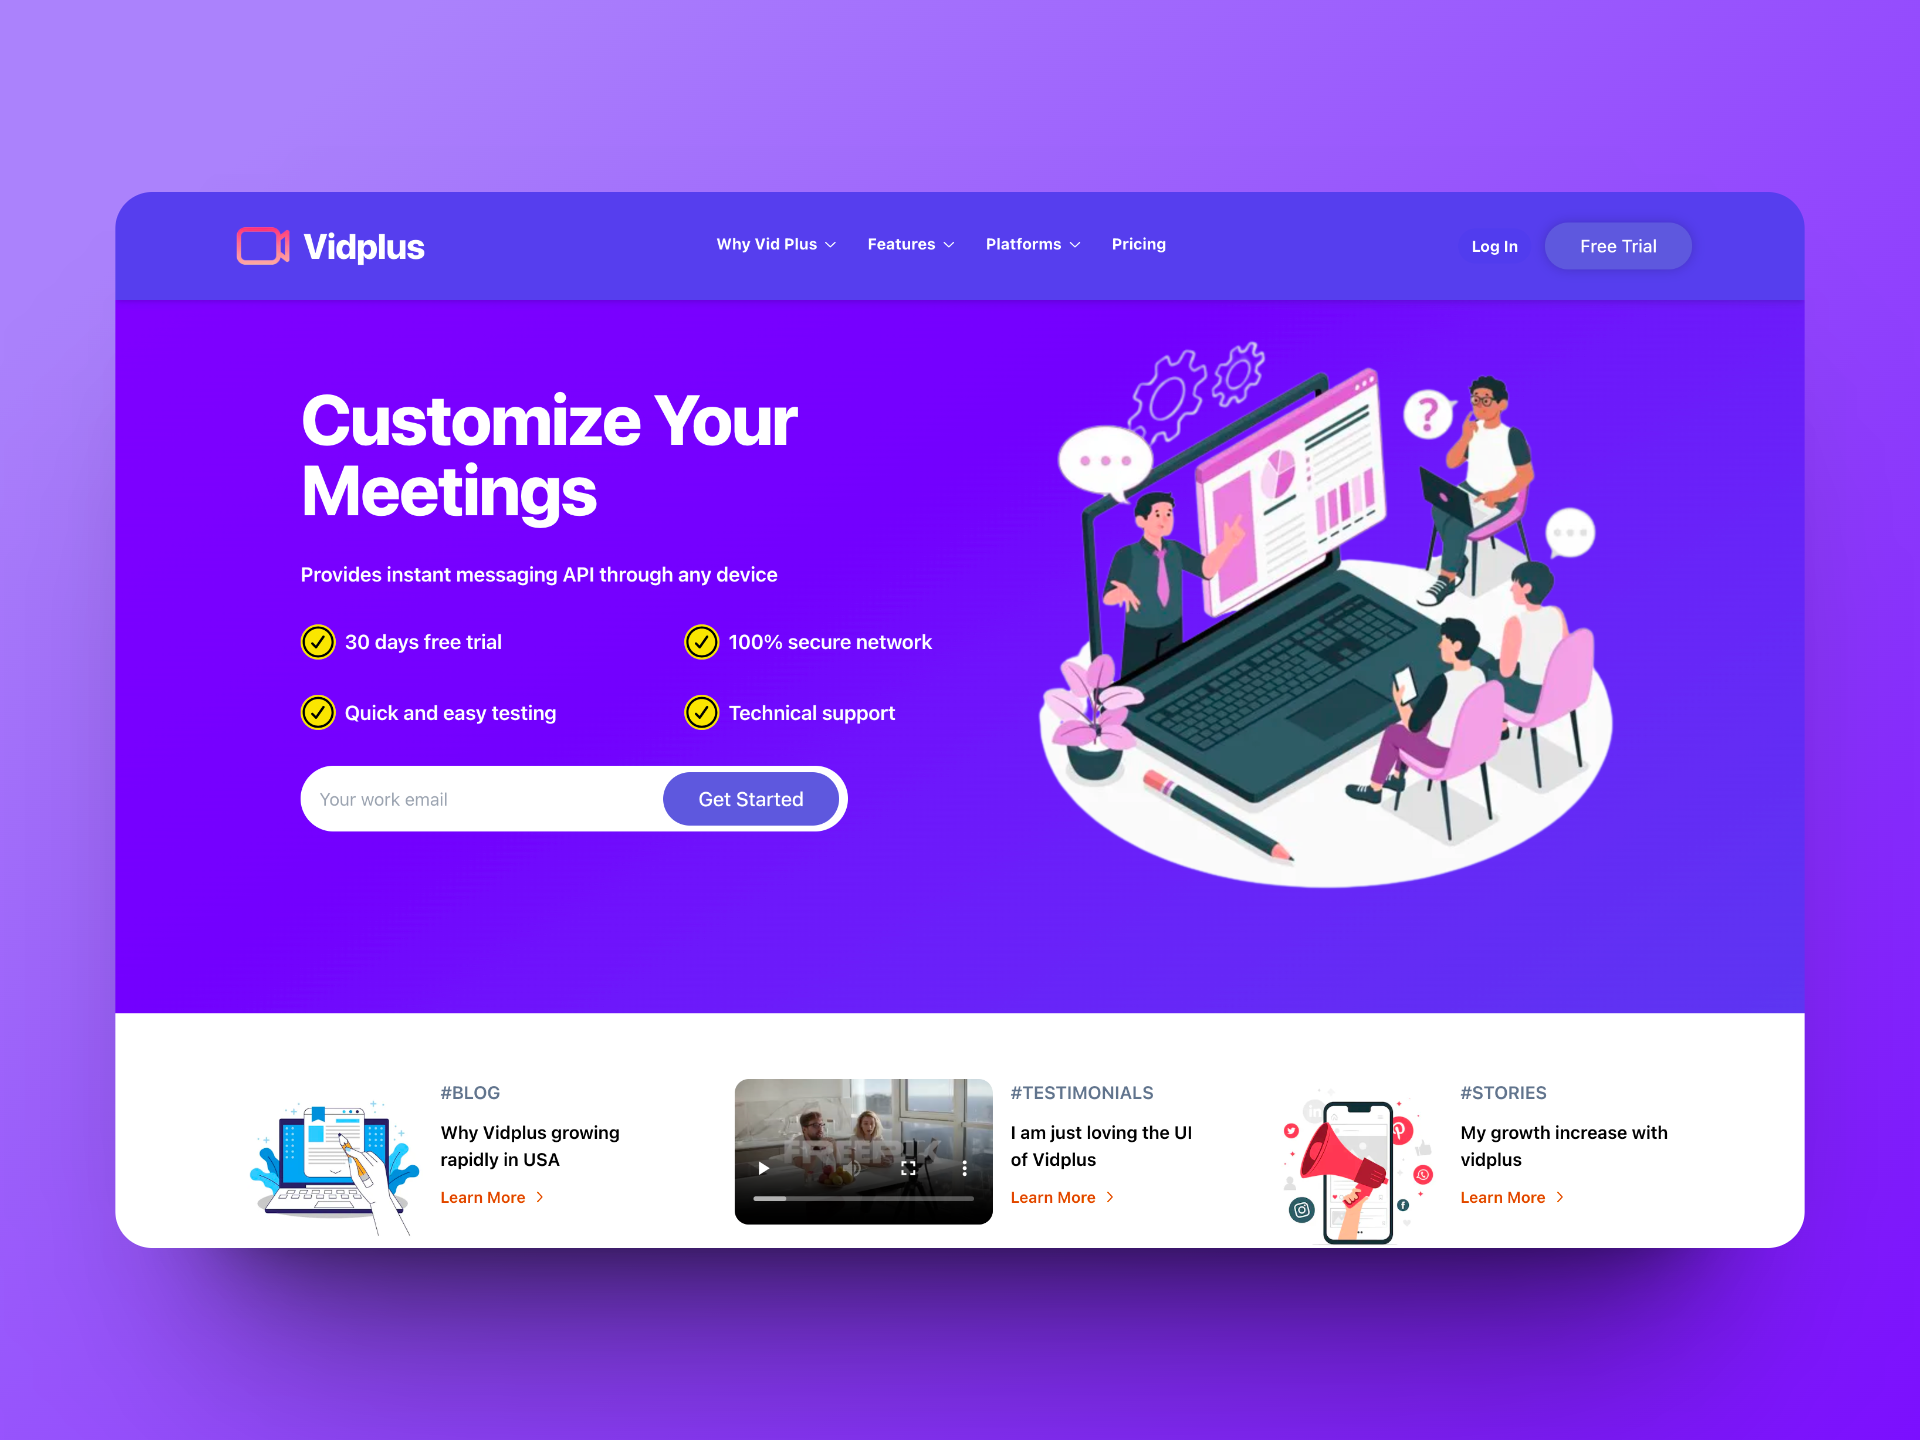 Vidplus
Why Vid Plus
Features
Platforms
Pricing
Log In
Free Trial
Customize Your
Meetings
Provides instant messaging API through any device
30 days free trial
100% secure network
Quick and easy testing
Technical support
Your work email
Get Started
?
#BLOG
Why Vidplus growing
rapidly in USA
Learn More
#TESTIMONIALS
I am just loving the UI
of Vidplus
Learn More
#STORIES
My growth increase with
vidplus
Learn More